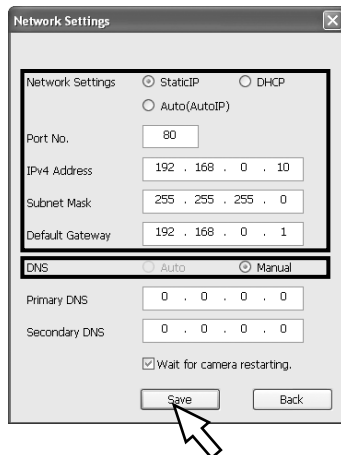 Network Settings
Network Settings StaticIP DHCP
Auto(AutoIP)
Port No. 80
IPv4 Address 192 . 168 . 0 . 10
Subnet Mask 255 . 255 . 255 . 0
Default Gateway 192 . 168 . 0 . 1
DNS Auto Manual
Primary DNS 0 . 0 . 0 . 0
Secondary DNS 0 . 0 . 0 . 0
Wait for camera restarting.
Save Back